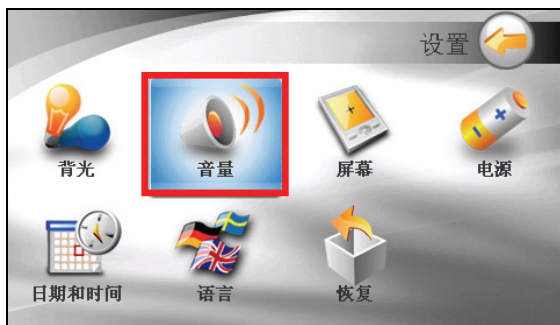 设置
背光 音量 屏幕 电源
日期和时间 语言 恢复